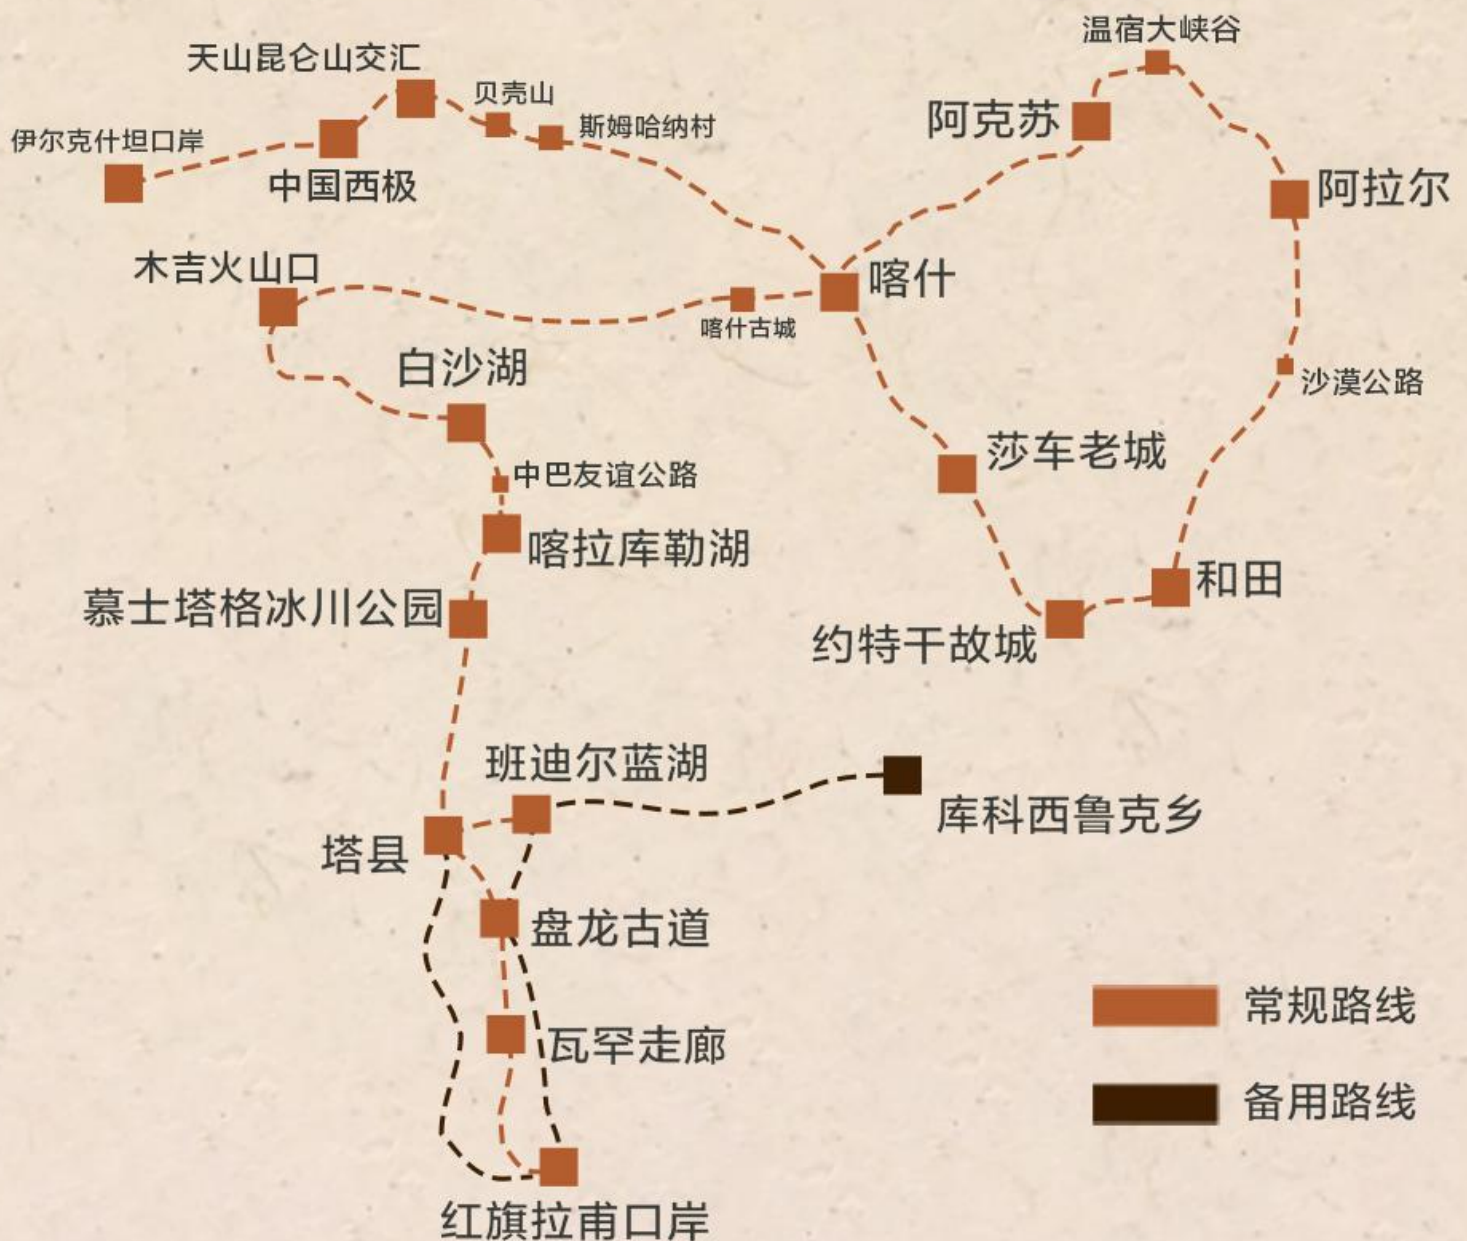 温宿大峡谷
天山昆仑山交汇
贝壳山
阿克苏
斯姆哈纳村
伊尔克什坦口岸
中国西极
阿拉尔
木吉火山口
喀什
喀什古城
白沙湖
沙漠公路
莎车老城
中巴友谊公路
喀拉库勒湖
和田
慕士塔格冰川公园
约特干故城
班迪尔蓝湖
库科西鲁克乡
塔县
盘龙古道
常规路线
瓦罕走廊
备用路线
红旗拉甫口岸